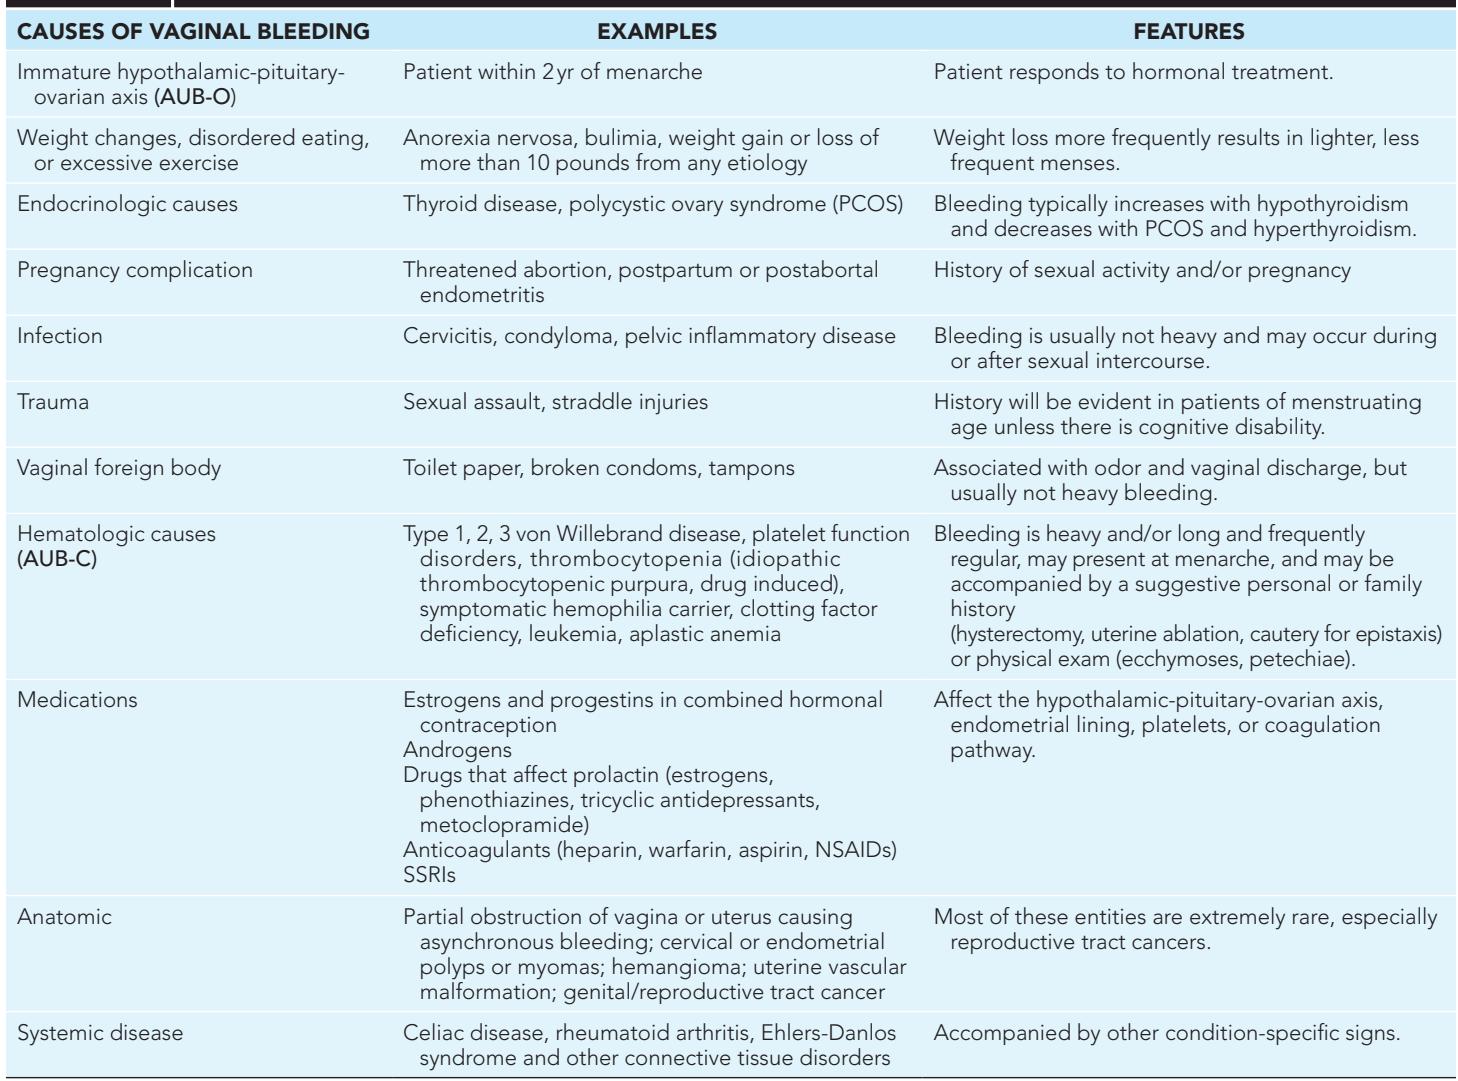 CAUSES OF VAGINAL BLEEDING EXAMPLES FEATURES
Immature hypothalamic-pituitary-
ovarian axis (AUB-O)
Patient within 2 yr of menarche
Patient responds to hormonal treatment.
Weight changes, disordered eating,
or excessive exercise
Anorexia nervosa, bulimia, weight gain or loss of
more than 10 pounds from any etiology
Weight loss more frequently results in lighter, less
frequent menses.
Endocrinologic causes
Thyroid disease, polycystic ovary syndrome (PCOS)
Bleeding typically increases with hypothyroidism
and decreases with PCOS and hyperthyroidism.
Pregnancy complication
Threatened abortion, postpartum or postabortal
endometritis
History of sexual activity and/or pregnancy
Infection
Cervicitis, condyloma, pelvic inflammatory disease
Bleeding is usually not heavy and may occur during
or after sexual intercourse.
Trauma
Sexual assault, straddle injuries
History will be evident in patients of menstruating
age unless there is cognitive disability.
Vaginal foreign body
Toilet paper, broken condoms, tampons
Associated with odor and vaginal discharge, but
usually not heavy bleeding.
Hematologic causes
(AUB-C)
Type 1, 2, 3 von Willebrand disease, platelet function
disorders, thrombocytopenia (idiopathic
thrombocytopenic purpura, drug induced),
symptomatic hemophilia carrier, clotting factor
deficiency, leukemia, aplastic anemia
Bleeding is heavy and/or long and frequently
regular, may present at menarche, and may be
accompanied by a suggestive personal or family
history
(hysterectomy, uterine ablation, cautery for epistaxis)
or physical exam (ecchymoses, petechiae).
Medications
Estrogens and progestins in combined hormonal
contraception
Androgens
Drugs that affect prolactin (estrogens,
phenothiazines, tricyclic antidepressants,
metoclopramide)
Anticoagulants (heparin, warfarin, aspirin, NSAIDs)
SSRIs
Affect the hypothalamic-pituitary-ovarian axis,
endometrial lining, platelets, or coagulation
pathway.
Anatomic
Partial obstruction of vagina or uterus causing
asynchronous bleeding; cervical or endometrial
polyps or myomas; hemangioma; uterine vascular
malformation; genital/reproductive tract cancer
Most of these entities are extremely rare, especially
reproductive tract cancers.
Systemic disease
Celiac disease, rheumatoid arthritis, Ehlers-Danlos
syndrome and other connective tissue disorders
Accompanied by other condition-specific signs.